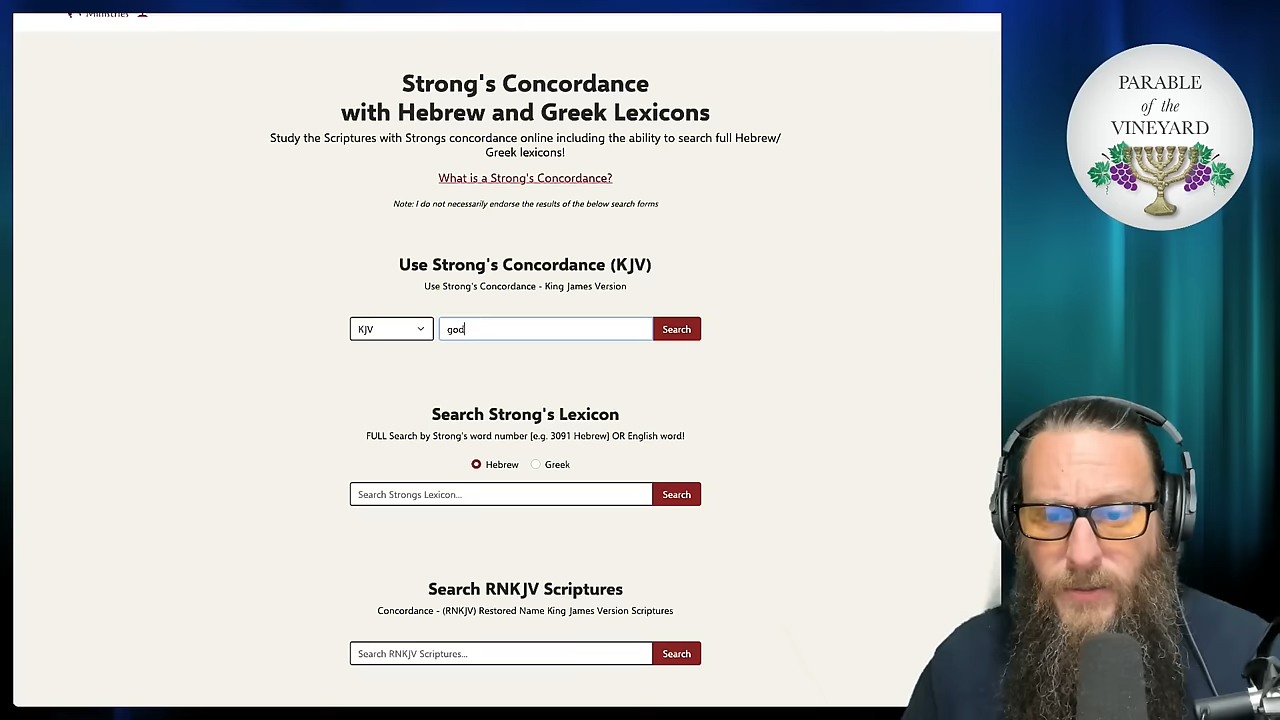 Ministries
Strong's Concordance
with Hebrew and Greek Lexicons
Study the Scriptures with Strongs concordance online including the ability to search full Hebrew/
Greek lexicons!
What is a Strong's Concordance?
Note: I do not necessarily endorse the results of the below search forms
Use Strong's Concordance (KJV)
Use Strong's Concordance - King James Version
KJV god Search
Search Strong's Lexicon
FULL Search by Strong's word number [e.g. 3091 Hebrew] OR English word!
Hebrew Greek
Search Strongs Lexicon... Search
Search RNKJV Scriptures
Concordance - (RNKJV) Restored Name King James Version Scriptures
Search RNKJV Scriptures... Search
PARABLE
of the
VINEYARD